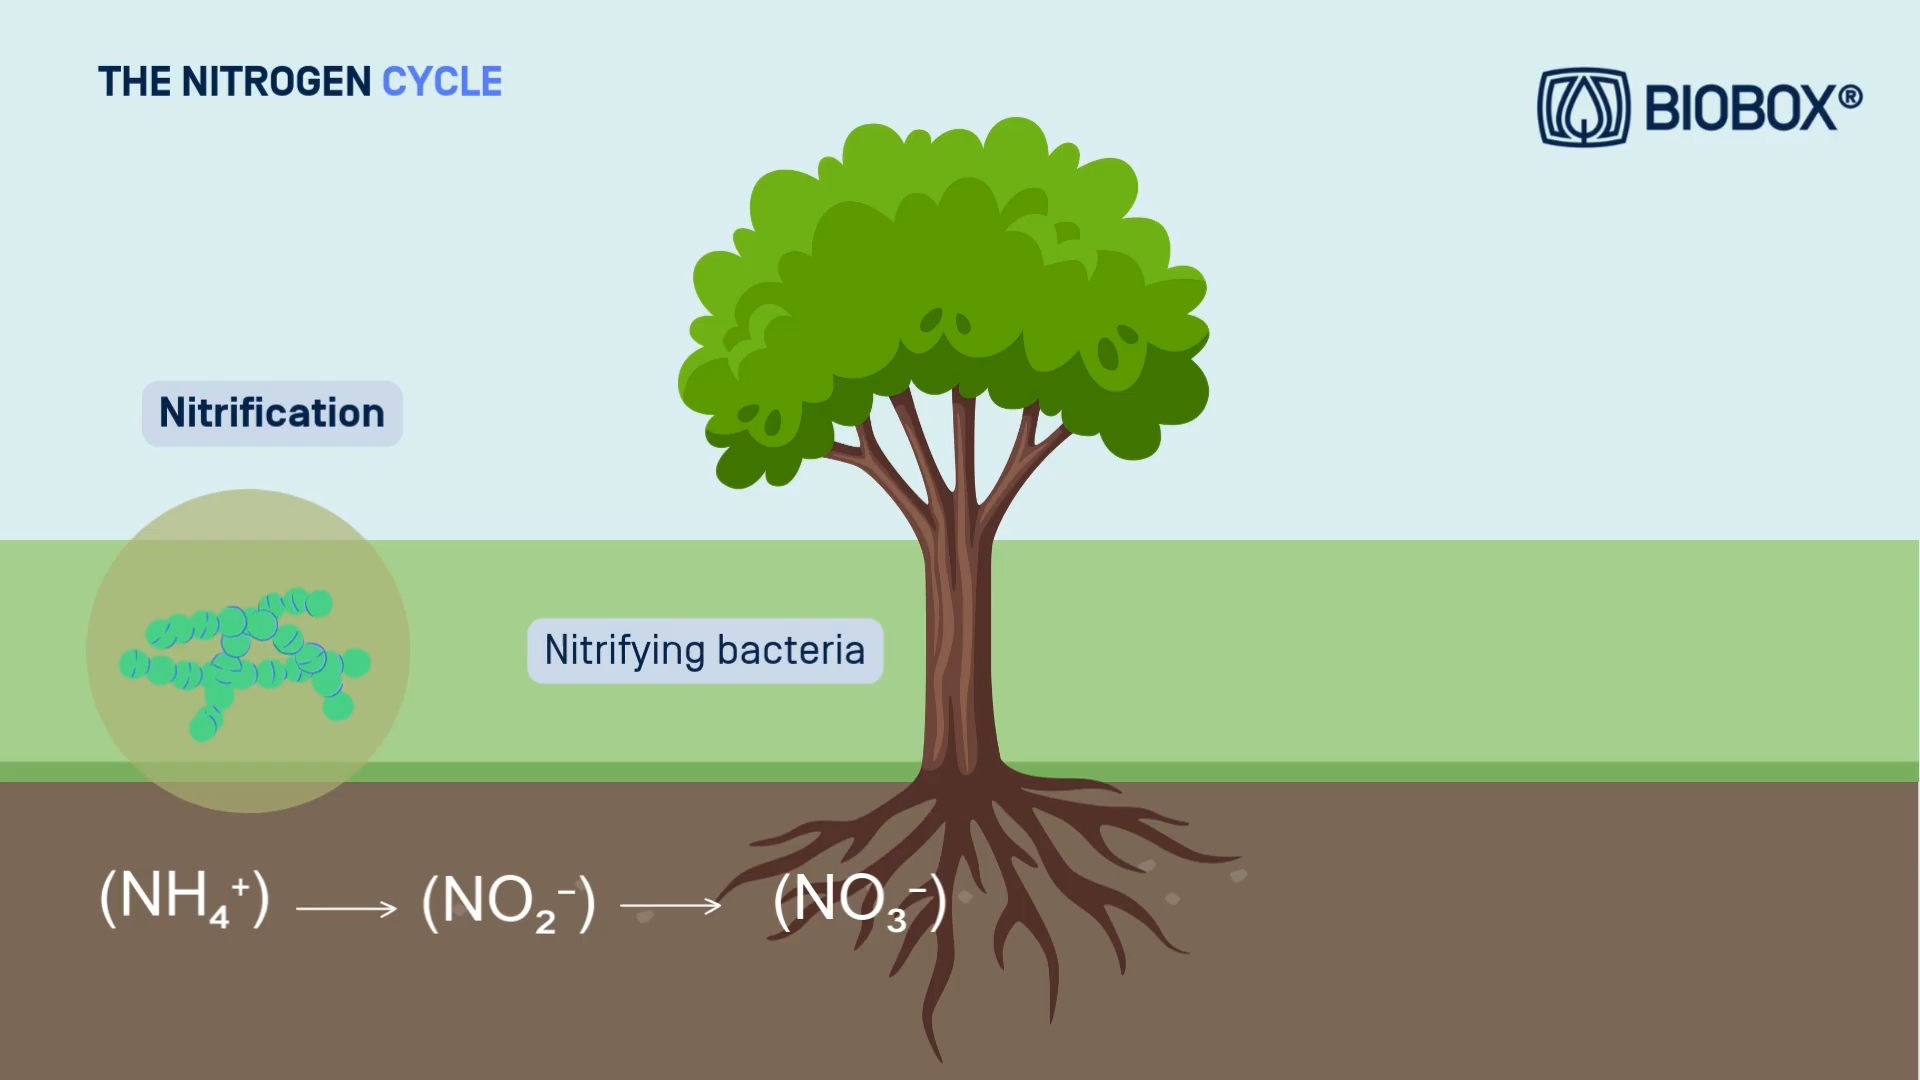 THE NITROGEN CYCLE
BIOBOX®
Nitrification
Nitrifying bacteria
(NH₄⁺) → (NO₂⁻) → (NO₃⁻)